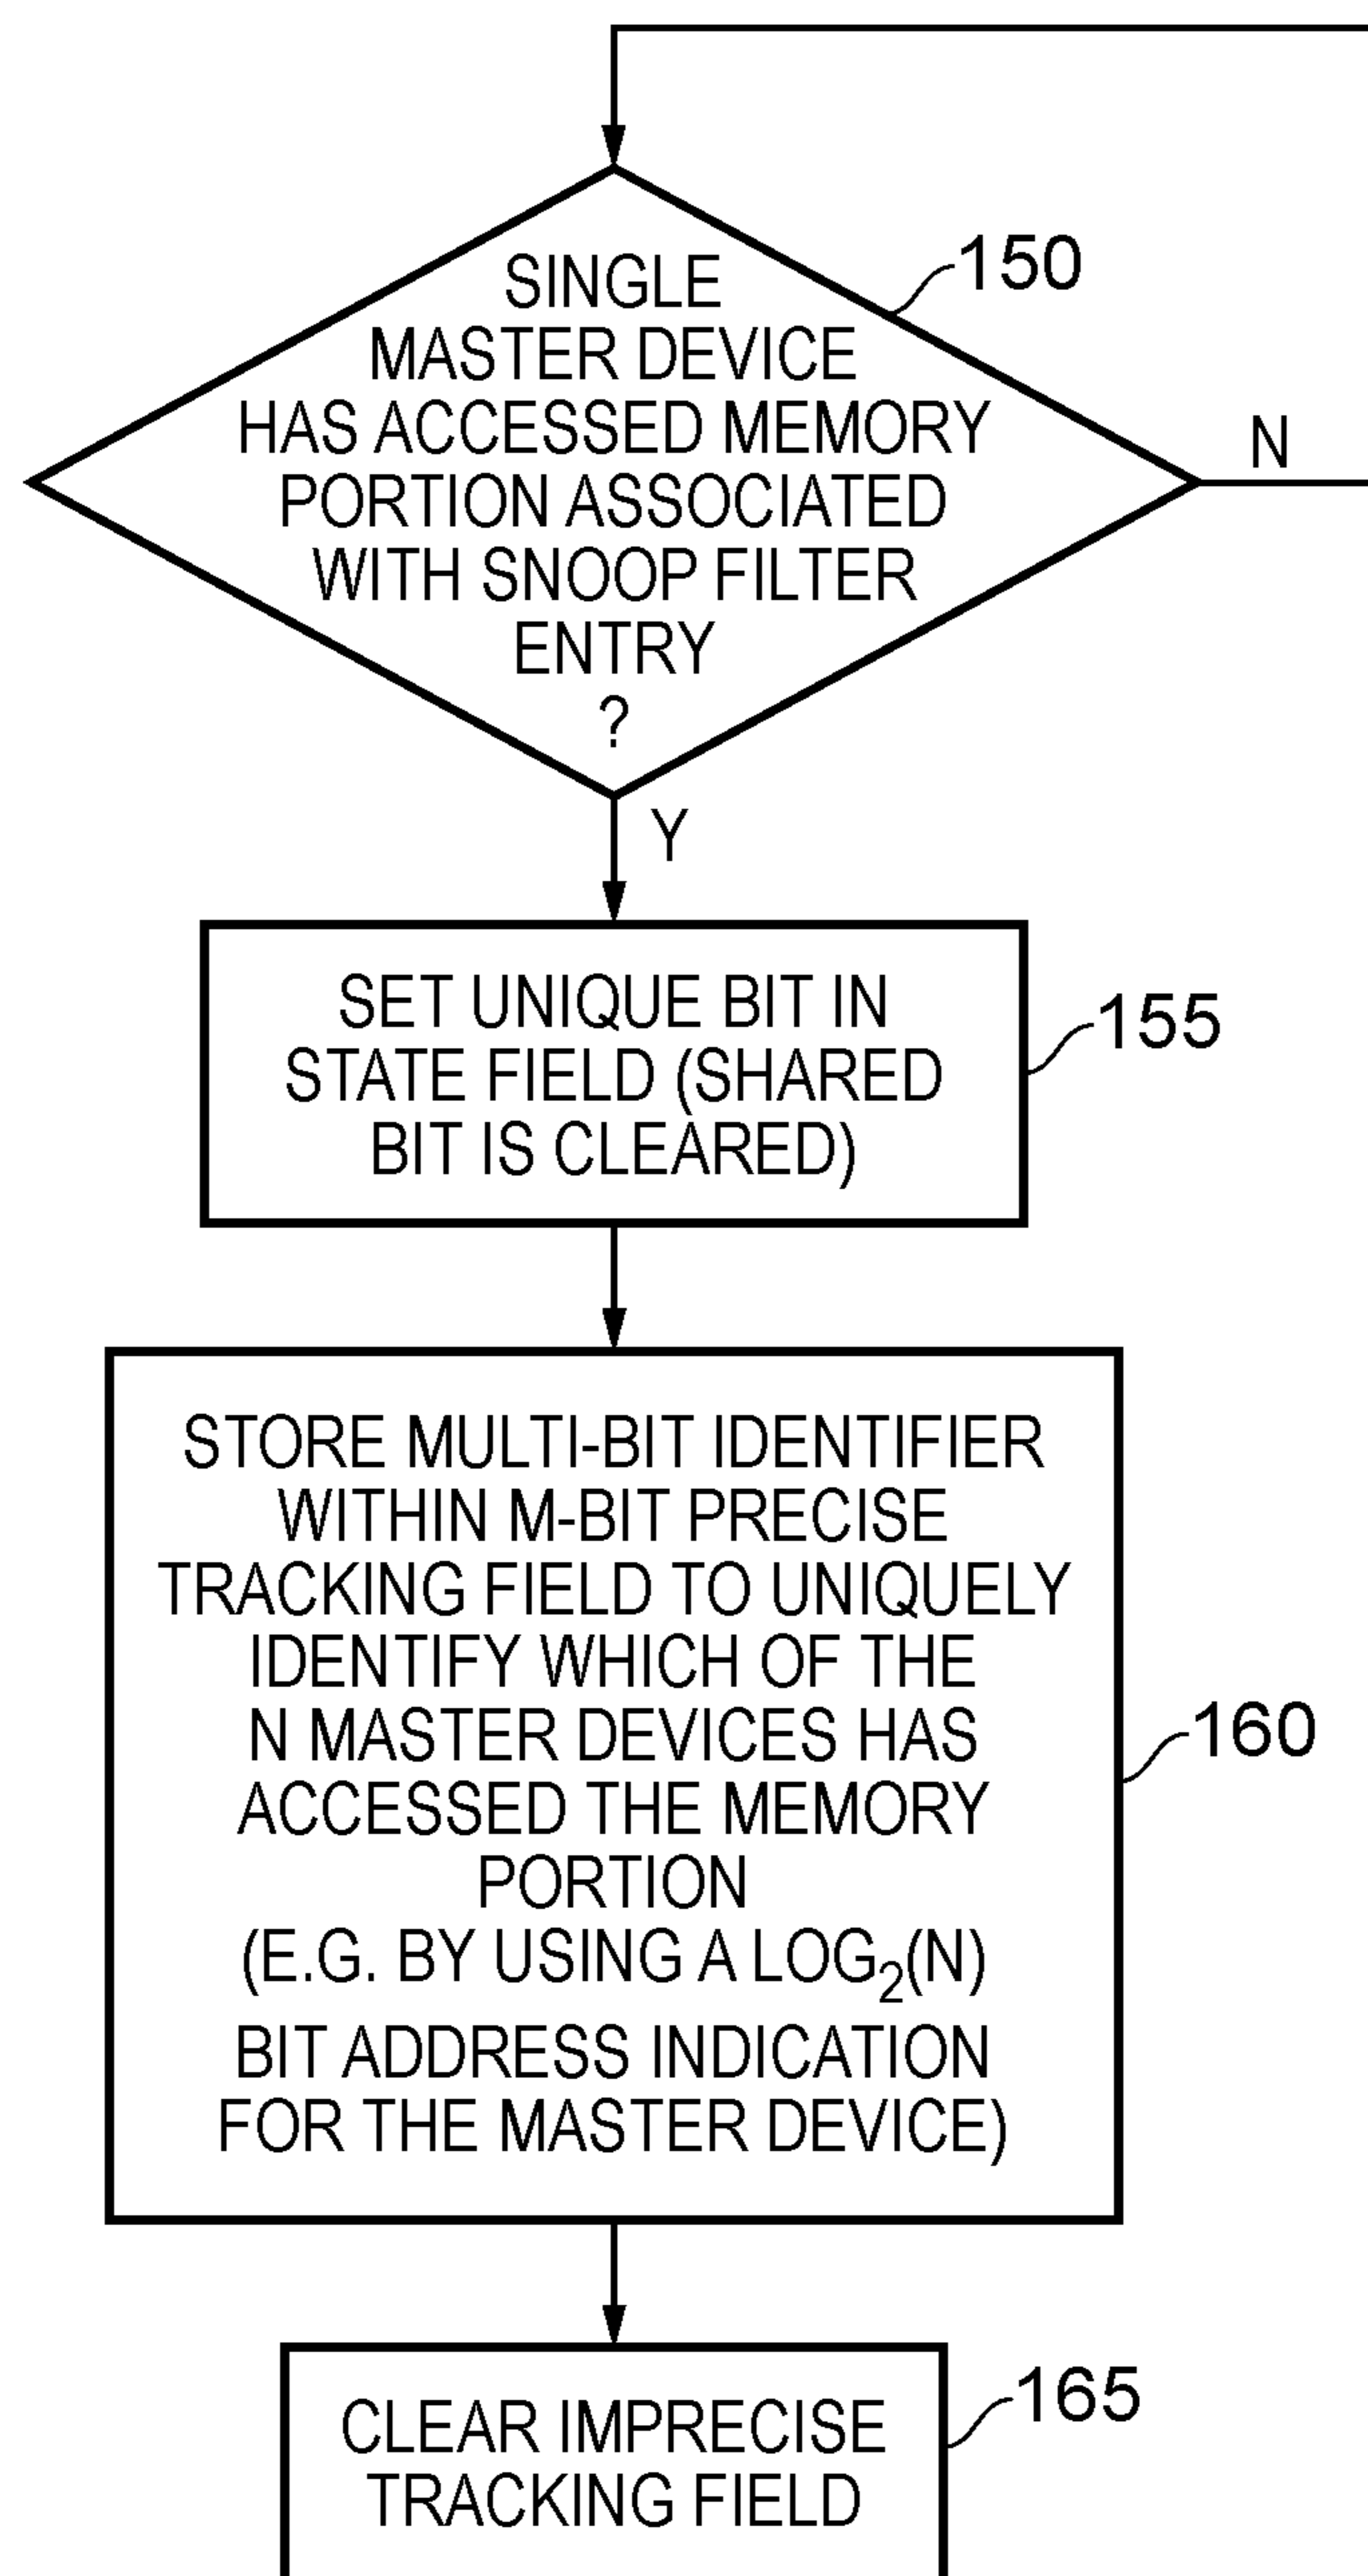 SINGLE
MASTER DEVICE
HAS ACCESSED MEMORY
PORTION ASSOCIATED
WITH SNOOP FILTER
ENTRY
?
150
N
Y
SET UNIQUE BIT IN
STATE FIELD (SHARED
BIT IS CLEARED)
155
STORE MULTI-BIT IDENTIFIER
WITHIN M-BIT PRECISE
TRACKING FIELD TO UNIQUELY
IDENTIFY WHICH OF THE
N MASTER DEVICES HAS
ACCESSED THE MEMORY
PORTION
(E.G. BY USING A LOG₂(N)
BIT ADDRESS INDICATION
FOR THE MASTER DEVICE)
160
CLEAR IMPRECISE
TRACKING FIELD
165